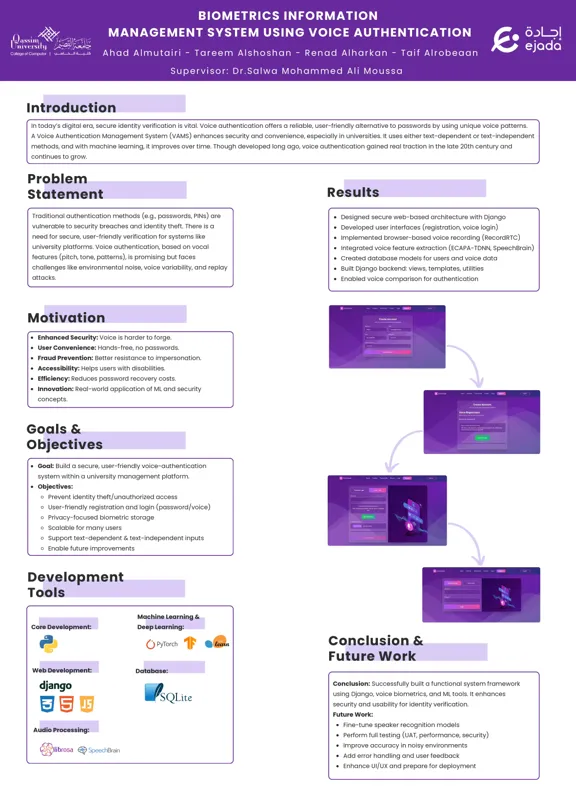 BIOMETRICS INFORMATION
MANAGEMENT SYSTEM USING VOICE AUTHENTICATION
Ahad Almutairi - Tareem Alshoshan - Renad Alharkan - Taif Alrobeaan
Supervisor: Dr.Salwa Mohammed Ali Moussa
Qassim
University
College of Computer
كلية الحاسب
إجادة
ejada
Introduction
In today's digital era, secure identity verification is vital. Voice authentication offers a reliable, user-friendly alternative to passwords by using unique voice patterns.
A Voice Authentication Management System (VAMS) enhances security and convenience, especially in universities. It uses either text-dependent or text-independent
methods, and with machine learning, it improves over time. Though developed long ago, voice authentication gained real traction in the late 20th century and
continues to grow.
Problem
Statement
Traditional authentication methods (e.g., passwords, PINs) are
vulnerable to security breaches and identity theft. There is a
need for secure, user-friendly verification for systems like
university platforms. Voice authentication, based on vocal
features (pitch, tone, patterns), is promising but faces
challenges like environmental noise, voice variability, and replay
attacks.
Motivation
• Enhanced Security: Voice is harder to forge.
• User Convenience: Hands-free, no passwords.
• Fraud Prevention: Better resistance to impersonation.
• Accessibility: Helps users with disabilities.
• Efficiency: Reduces password recovery costs.
• Innovation: Real-world application of ML and security
concepts.
Goals &
Objectives
• Goal: Build a secure, user-friendly voice-authentication
system within a university management platform.
• Objectives:
○ Prevent identity theft/unauthorized access
○ User-friendly registration and login (password/voice)
○ Privacy-focused biometric storage
○ Scalable for many users
○ Support text-dependent & text-independent inputs
○ Enable future improvements
Development
Tools
Core Development:
Machine Learning &
Deep Learning:
PyTorch
learn
Web Development:
django
3
5
JS
Database:
SQLite
Audio Processing:
librosa
SpeechBrain
Results
• Designed secure web-based architecture with Django
• Developed user interfaces (registration, voice login)
• Implemented browser-based voice recording (RecordRTC)
• Integrated voice feature extraction (ECAPA-TDNN, SpeechBrain)
• Created database models for users and voice data
• Built Django backend: views, templates, utilities
• Enabled voice comparison for authentication
Conclusion &
Future Work
Conclusion: Successfully built a functional system framework
using Django, voice biometrics, and ML tools. It enhances
security and usability for identity verification.
Future Work:
• Fine-tune speaker recognition models
• Perform full testing (UAT, performance, security)
• Improve accuracy in noisy environments
• Add error handling and user feedback
• Enhance UI/UX and prepare for deployment